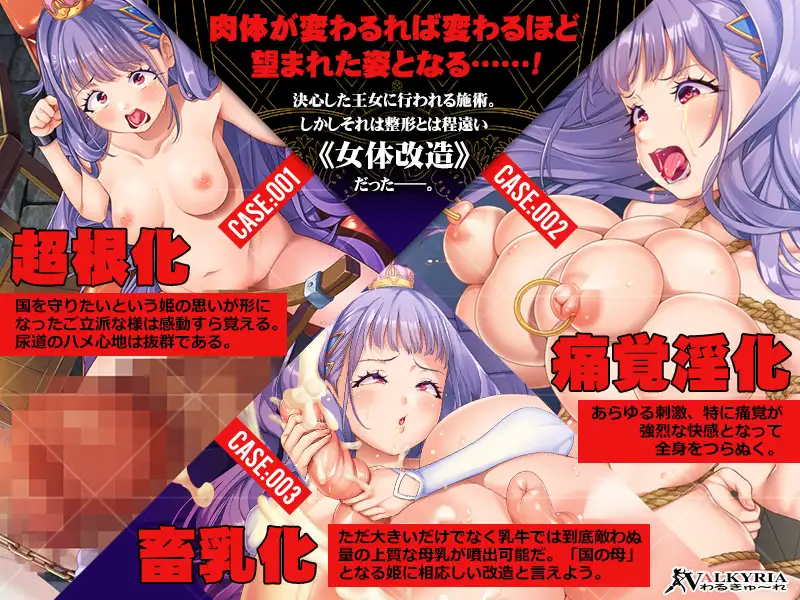 肉体が変わるれば変わるほど
望まれた姿となる……!
決心した王女に行われる施術。
しかしそれは整形とは程遠い
《女体改造》
だった──。
CASE:001
超根化
国を守りたいという姫の思いが形に
なったご立派な様は感動すら覚える。
尿道のハメ心地は抜群である。
CASE:002
痛覚淫化
あらゆる刺激、特に痛覚が
強烈な快感となって
全身をつらぬく。
CASE:003
畜乳化
ただ大きいだけでなく乳牛では到底敵わぬ
量の上質な母乳が噴出可能だ。「国の母」
となる姫に相応しい改造と言えよう。
VALKYRIA
わるきゅ〜れ